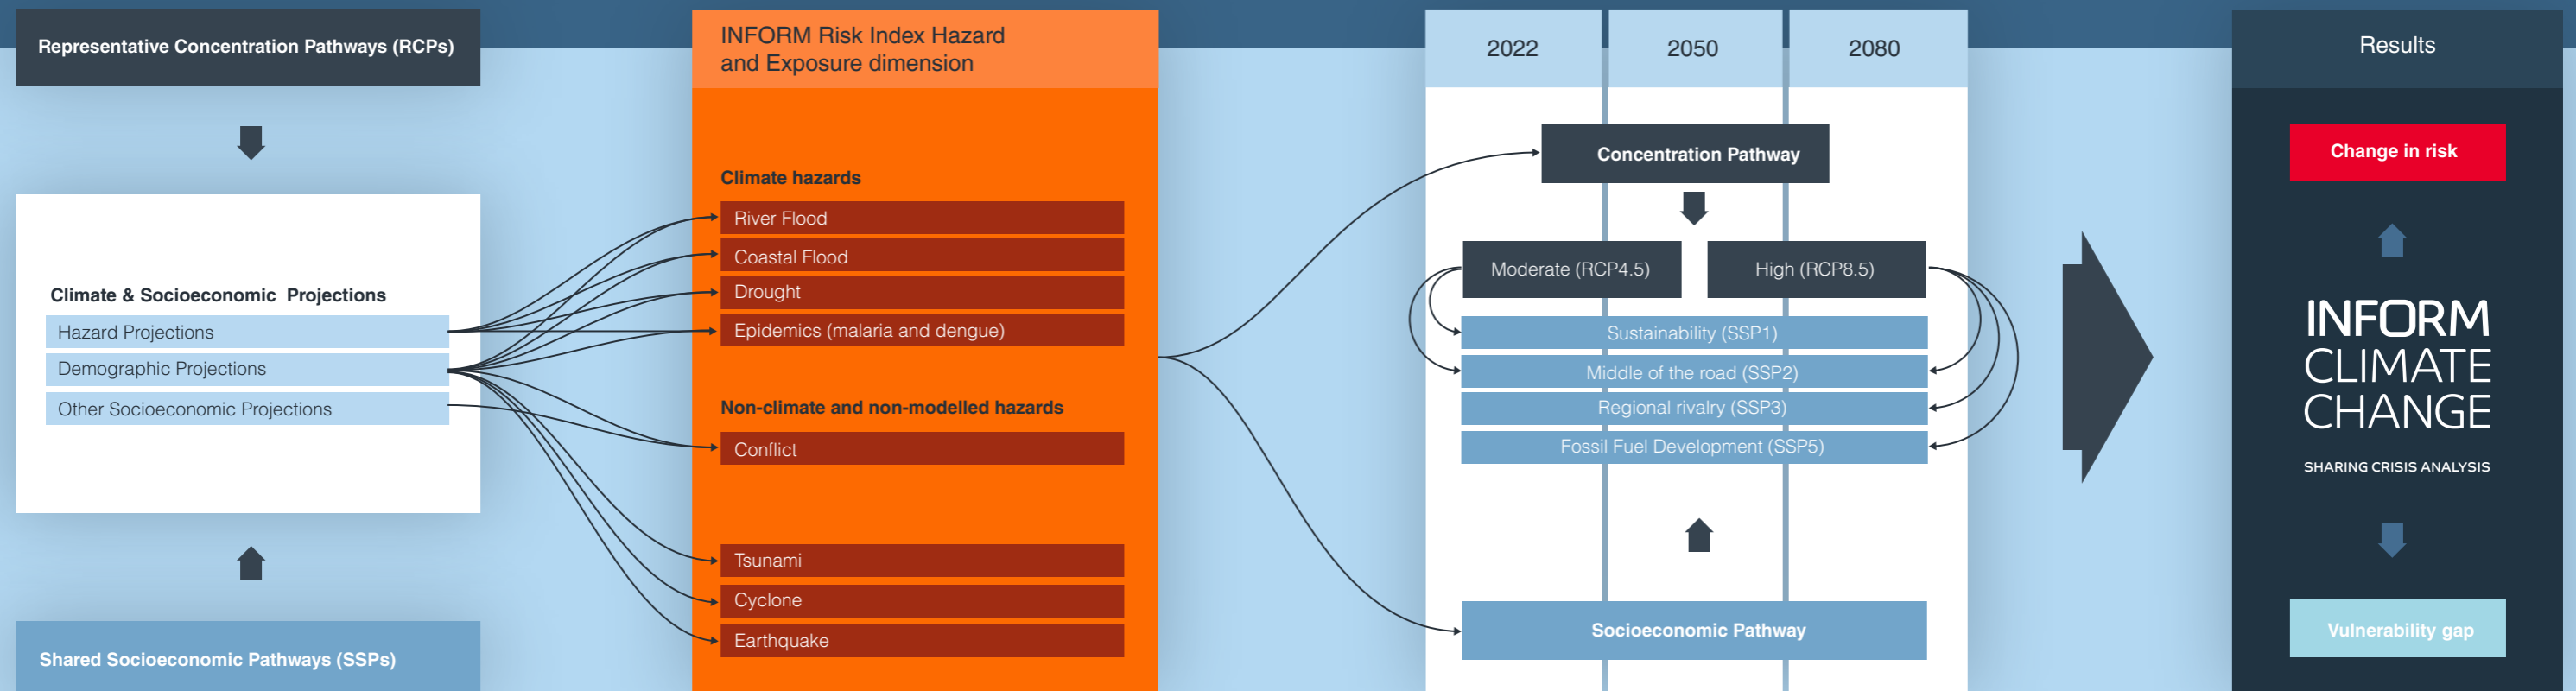 Representative Concentration Pathways (RCPs)
Climate & Socioeconomic Projections
Hazard Projections
Demographic Projections
Other Socioeconomic Projections
Shared Socioeconomic Pathways (SSPs)
INFORM Risk Index Hazard
and Exposure dimension
Climate hazards
River Flood
Coastal Flood
Drought
Epidemics (malaria and dengue)
Non-climate and non-modelled hazards
Conflict
Tsunami
Cyclone
Earthquake
2022
2050
2080
Concentration Pathway
Moderate (RCP4.5)
High (RCP8.5)
Sustainability (SSP1)
Middle of the road (SSP2)
Regional rivalry (SSP3)
Fossil Fuel Development (SSP5)
Socioeconomic Pathway
Results
Change in risk
INFORM
CLIMATE
CHANGE
SHARING CRISIS ANALYSIS
Vulnerability gap